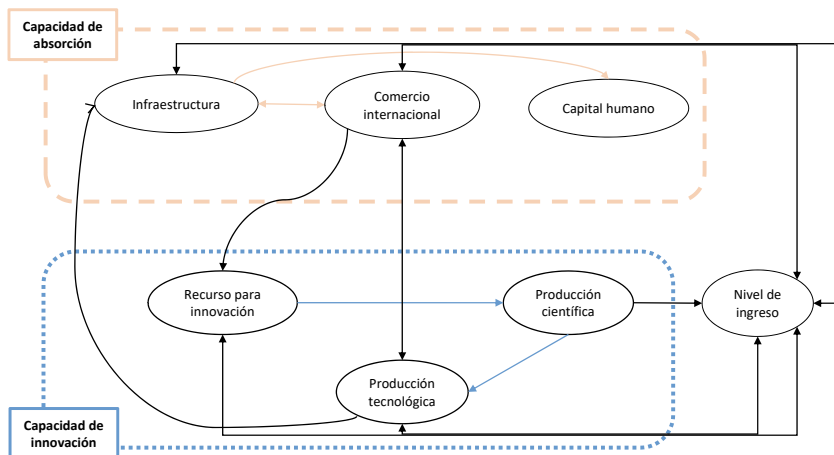 Capacidad de
absorción
Infraestructura
Comercio
internacional
Capital humano
Recurso para
innovación
Producción
científica
Nivel de
ingreso
Producción
tecnológica
Capacidad de
innovación